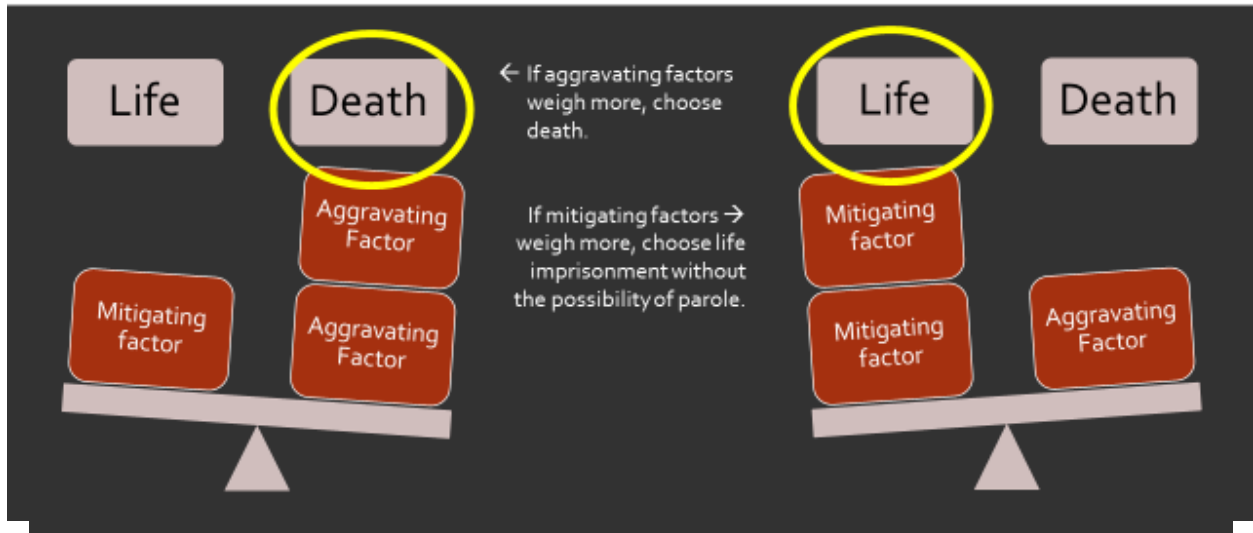 Life
Death
← If aggravating factors
weigh more, choose
death.
Life
Death
Aggravating
Factor
If mitigating factors →
weigh more, choose life
imprisonment without
the possibility of parole.
Mitigating
factor
Mitigating
factor
Aggravating
Factor
Mitigating
factor
Aggravating
Factor